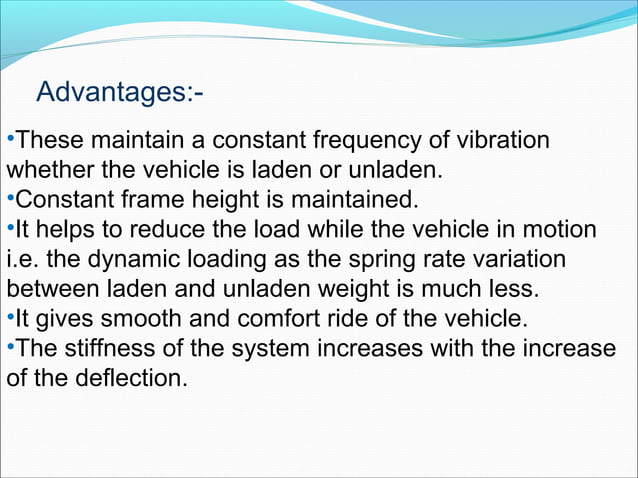 Advantages:-
•These maintain a constant frequency of vibration
whether the vehicle is laden or unladen.
•Constant frame height is maintained.
•It helps to reduce the load while the vehicle in motion
i.e. the dynamic loading as the spring rate variation
between laden and unladen weight is much less.
•It gives smooth and comfort ride of the vehicle.
•The stiffness of the system increases with the increase
of the deflection.